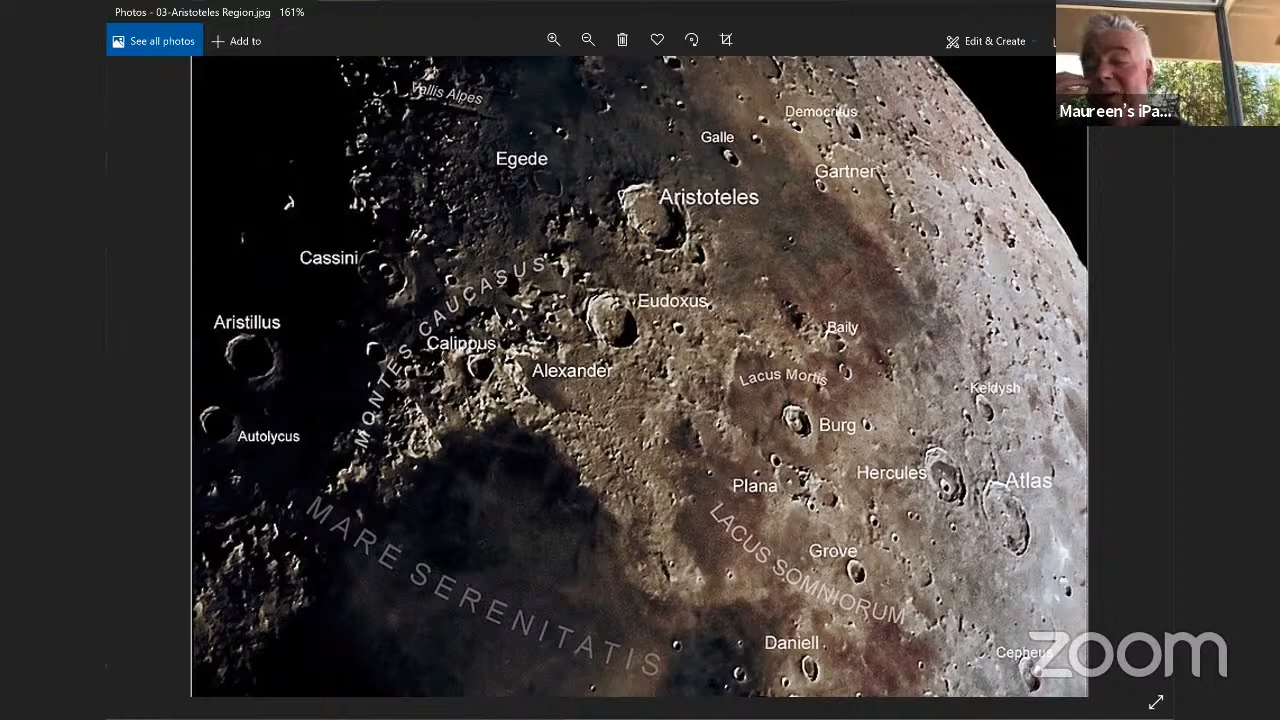 Photos - 03-Aristoteles Region.jpg 161%
See all photos
Add to
Edit & Create
Maureen's iPa...
Vallis Alpes
Democritus
Galle
Egede
Gartner
Aristoteles
Cassini
MONTES CAUCASUS
Eudoxus
Aristillus
Baily
Calippus
Alexander
Lacus Mortis
Keldysh
Burg
Autolycus
Hercules
Atlas
Plana
MARE SERENITATIS
LACUS SOMNIORUM
Grove
Daniell
Cepheus
zoom